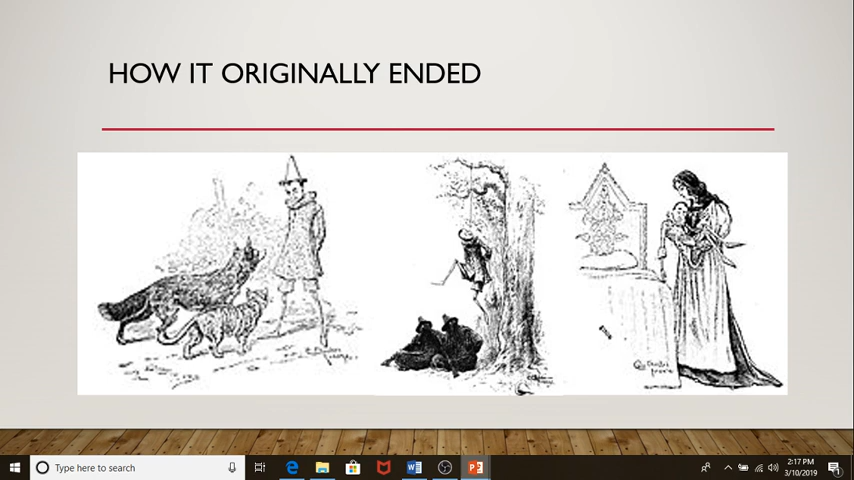 HOW IT ORIGINALLY ENDED
Type here to search
2:17 PM
3/10/2019